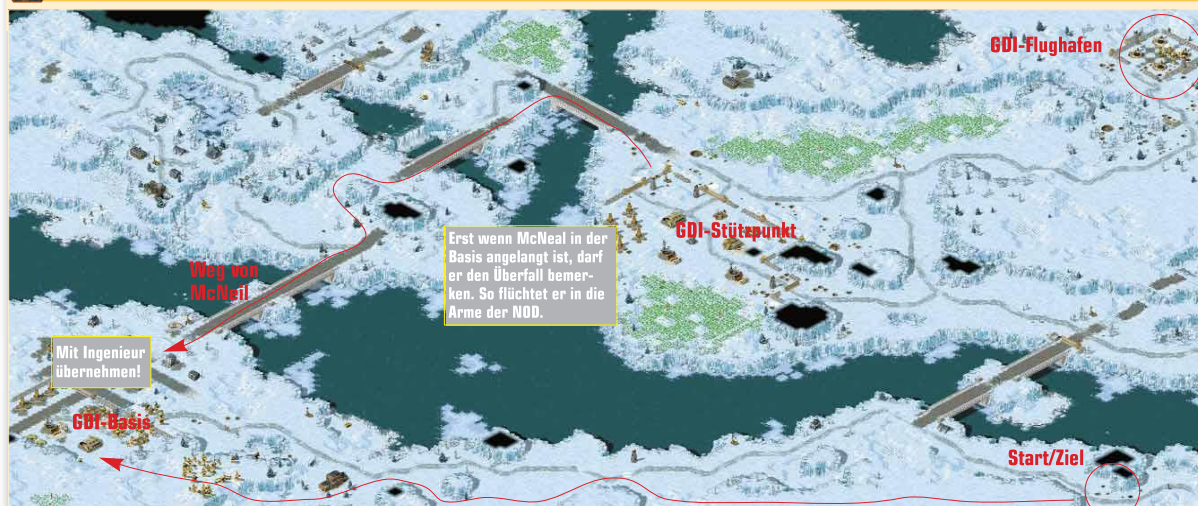 GDI-Flughafen
GDI-Stützpunkt
Erst wenn McNeal in der
Basis angelangt ist, darf
er den Überfall bemer-
ken. So flüchtet er in die
Arme der NOD.
Weg von
McNeil
Mit Ingenieur
übernehmen!
GDI-Basis
Start/Ziel